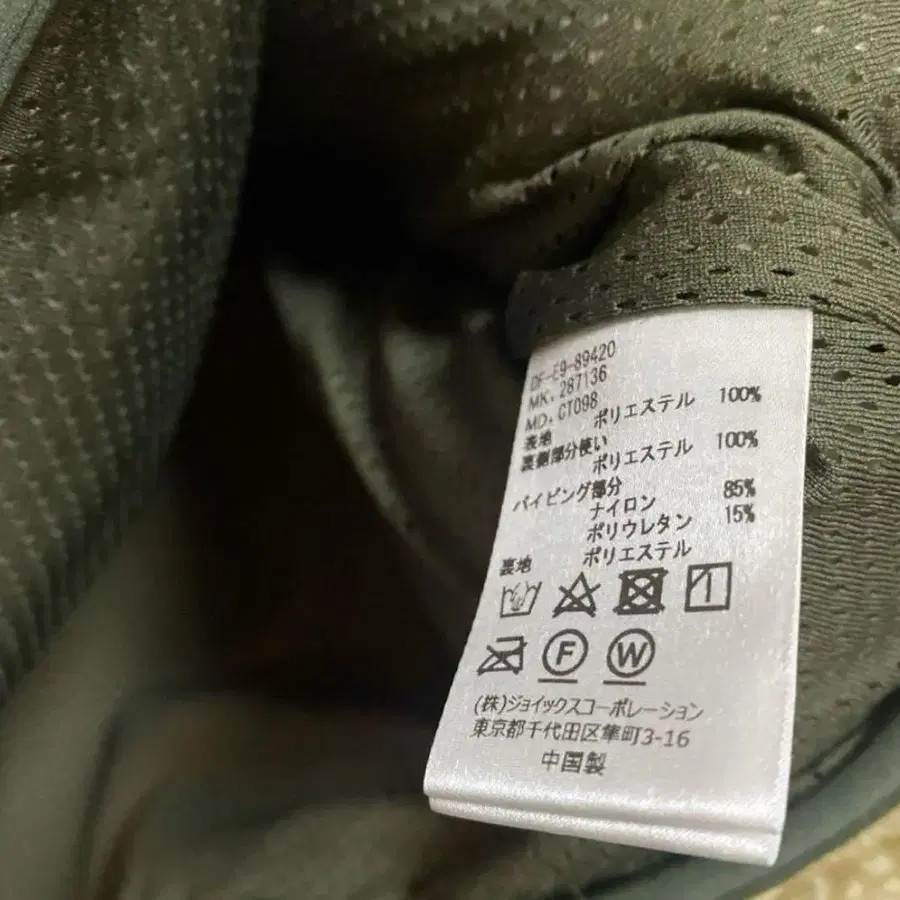 DF-E9-89420
MK. 287136
MD. CT098
表地 ポリエステル 100%
裏側部分使い
ポリエステル 100%
パイピング部分
ナイロン 85%
ポリウレタン 15%
裏地 ポリエステル
F W
(株)ジョイックスコーポレーション
東京都千代田区隼町3-16
中国製